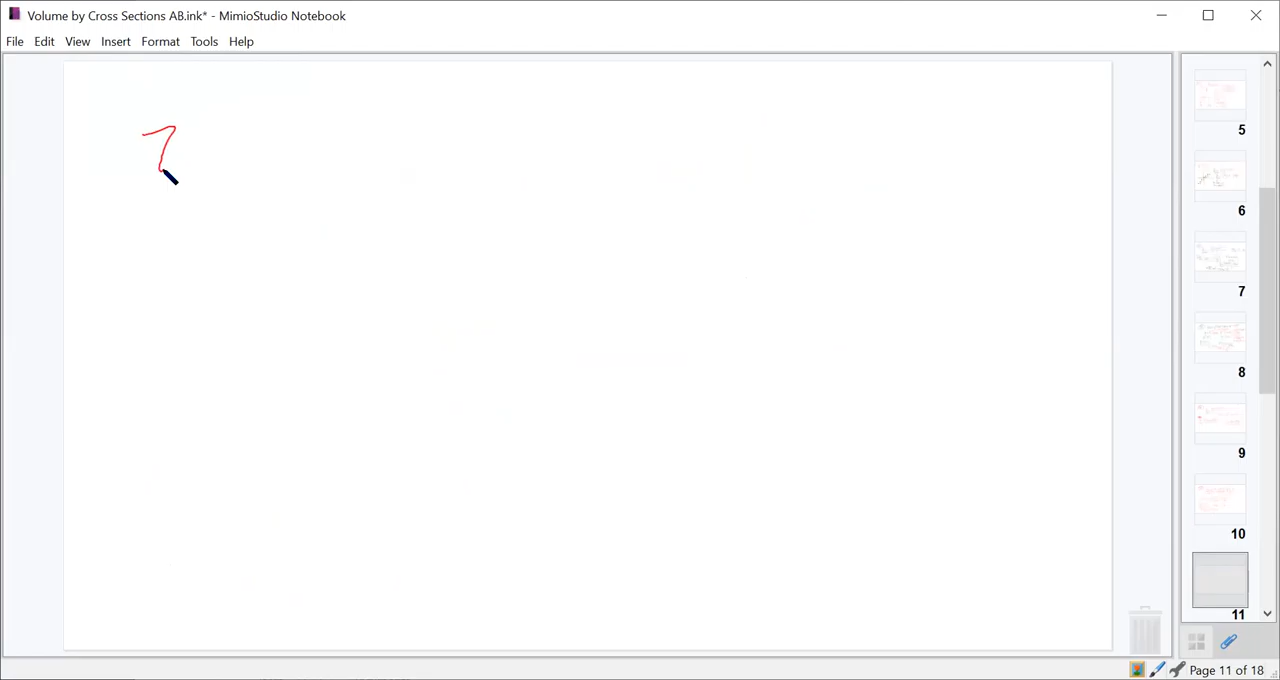 Volume by Cross Sections AB.ink* - MimioStudio Notebook
File Edit View Insert Format Tools Help
7
5
6
7
8
9
10
11
Page 11 of 18